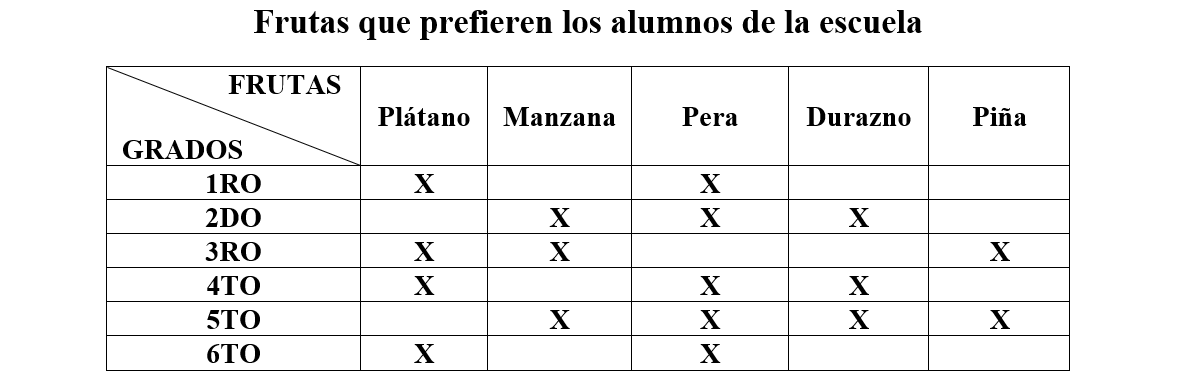 Frutas que prefieren los alumnos de la escuela
FRUTAS
GRADOS
Plátano Manzana Pera Durazno Piña
1RO X X
2DO X X X
3RO X X X
4TO X X X
5TO X X X X
6TO X X